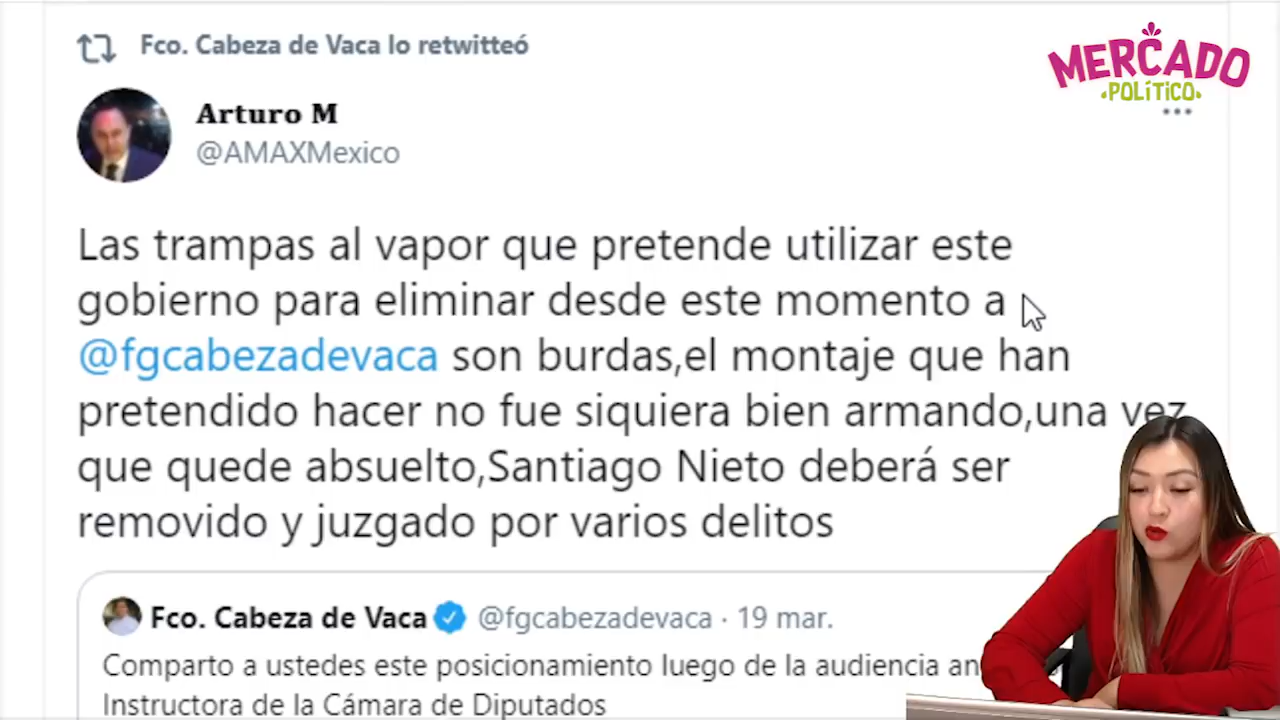 Fco. Cabeza de Vaca lo retwitteó
MERCADO
POLÍTICO
Arturo M
@AMAXMexico
Las trampas al vapor que pretende utilizar este
gobierno para eliminar desde este momento a
@fgcabezadevaca son burdas,el montaje que han
pretendido hacer no fue siquiera bien armando,una vez
que quede absuelto,Santiago Nieto deberá ser
removido y juzgado por varios delitos
Fco. Cabeza de Vaca @fgcabezadevaca · 19 mar.
Comparto a ustedes este posicionamiento luego de la audiencia
Instructora de la Cámara de Diputados